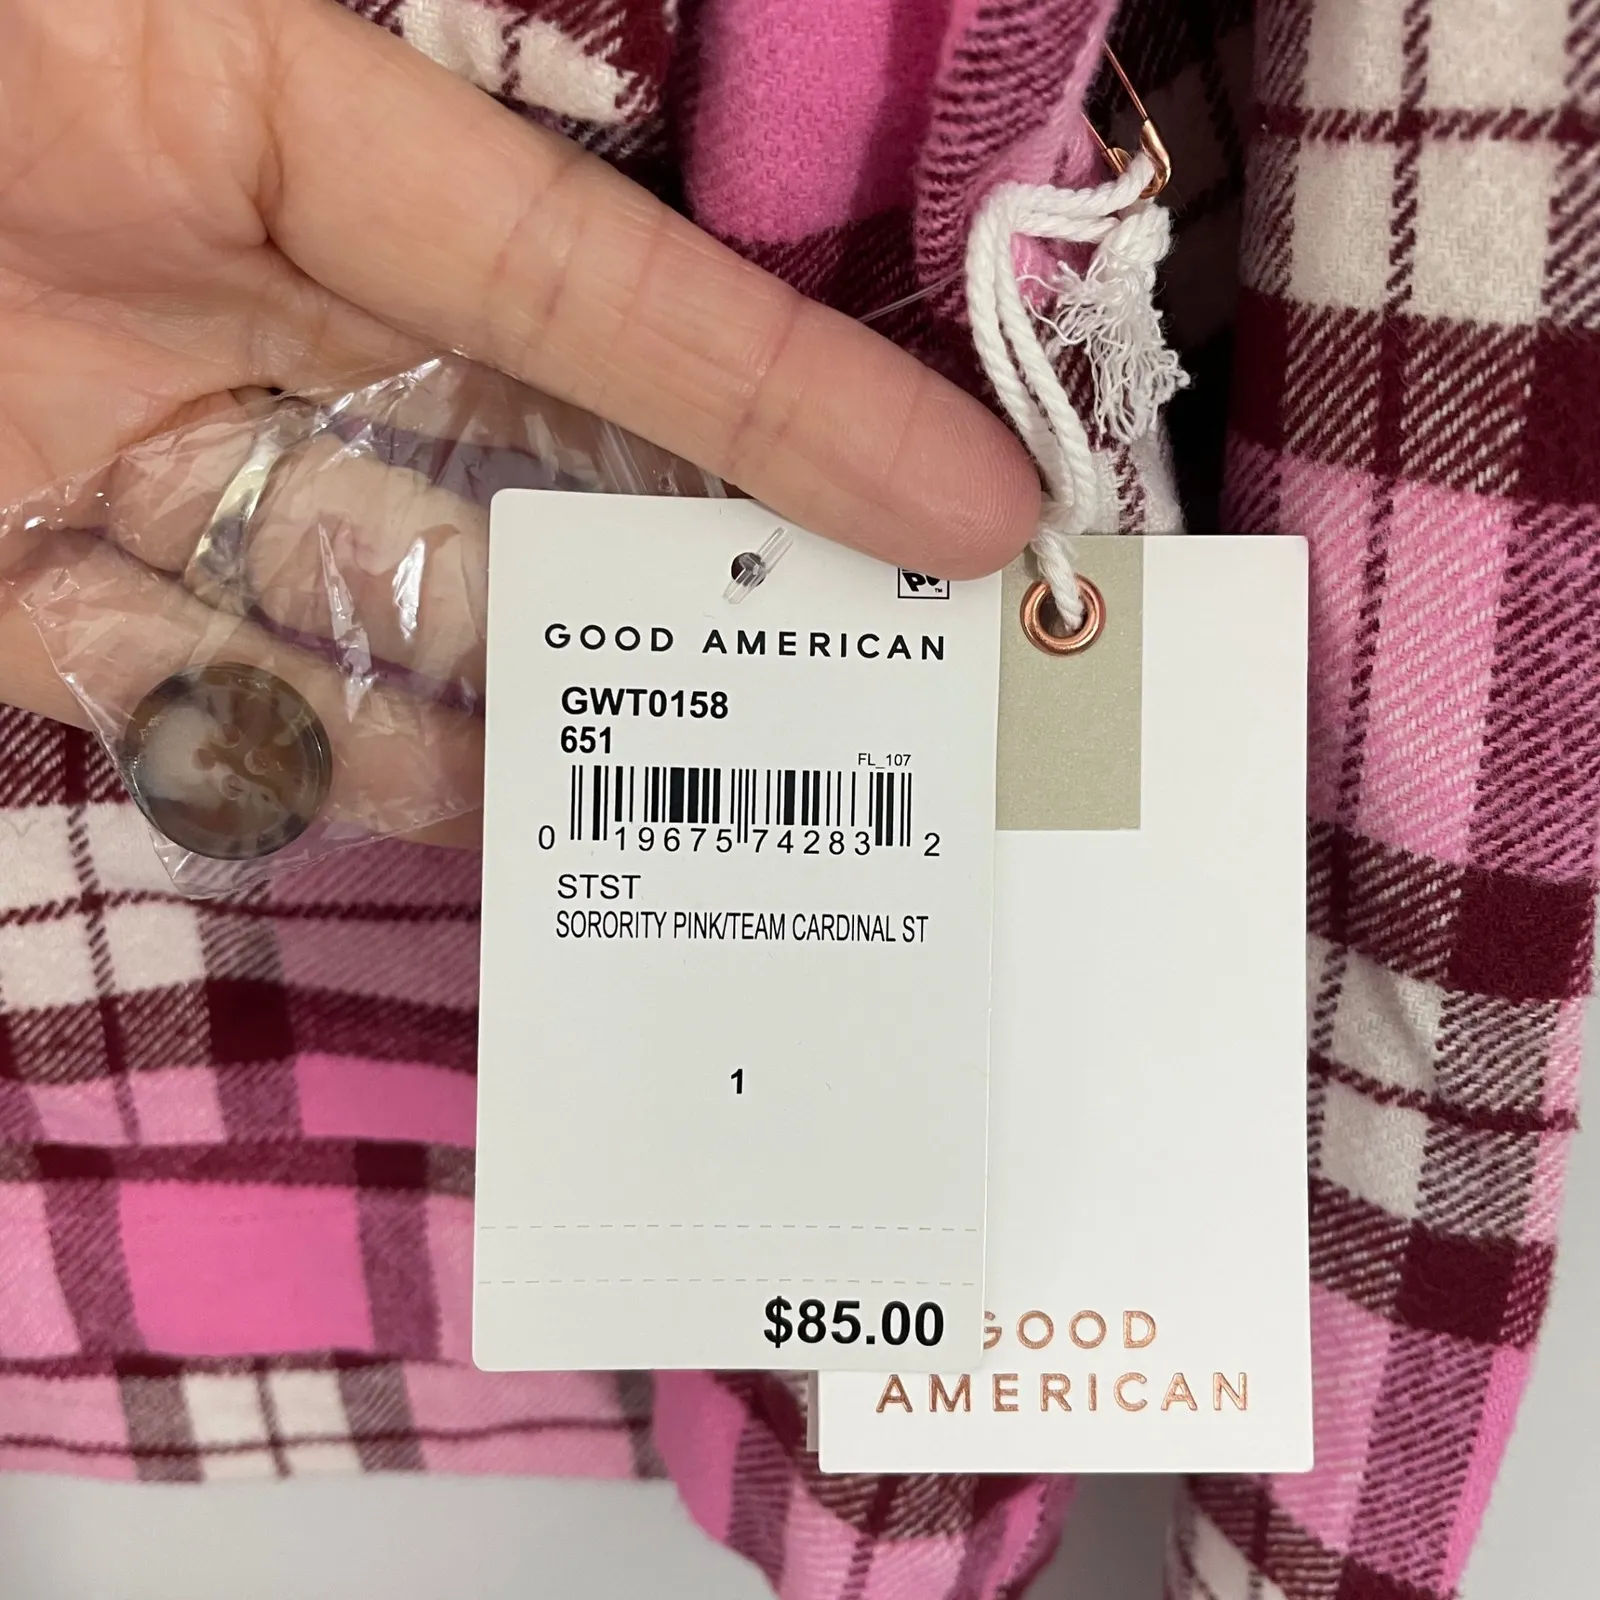 GOOD AMERICAN
GWT0158
651
FL_107
0 19675 74283 2
STST
SORORITY PINK/TEAM CARDINAL ST
1
$85.00
GOOD
AMERICAN